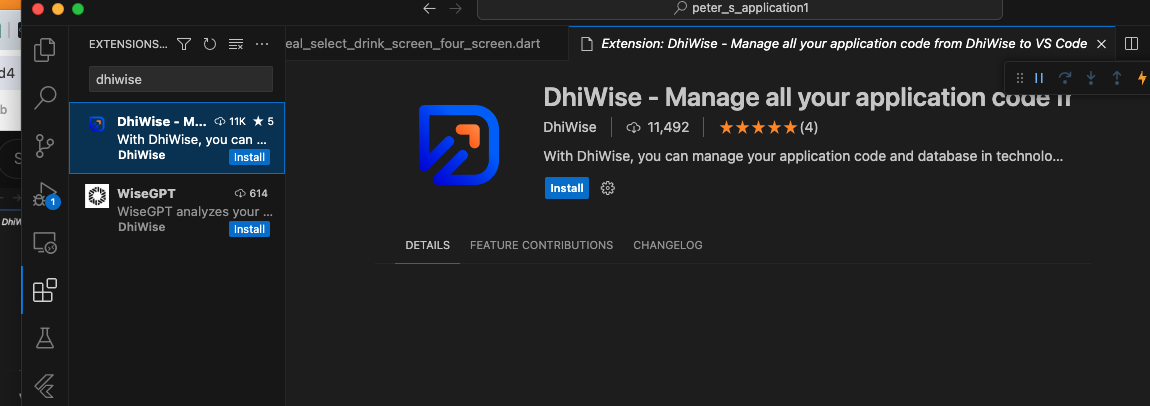 peter_s_application1
EXTENSIONS...
eal_select_drink_screen_four_screen.dart
Extension: DhiWise - Manage all your application code from DhiWise to VS Code
d4
dhiwise
b
DhiWise - M... 11K ★ 5
With DhiWise, you can ...
DhiWise
Install
WiseGPT 614
WiseGPT analyzes your ...
DhiWise
Install
1
DhiW
DhiWise - Manage all your application code fr
DhiWise 11,492 ★★★★★(4)
With DhiWise, you can manage your application code and database in technolo...
Install
DETAILS FEATURE CONTRIBUTIONS CHANGELOG